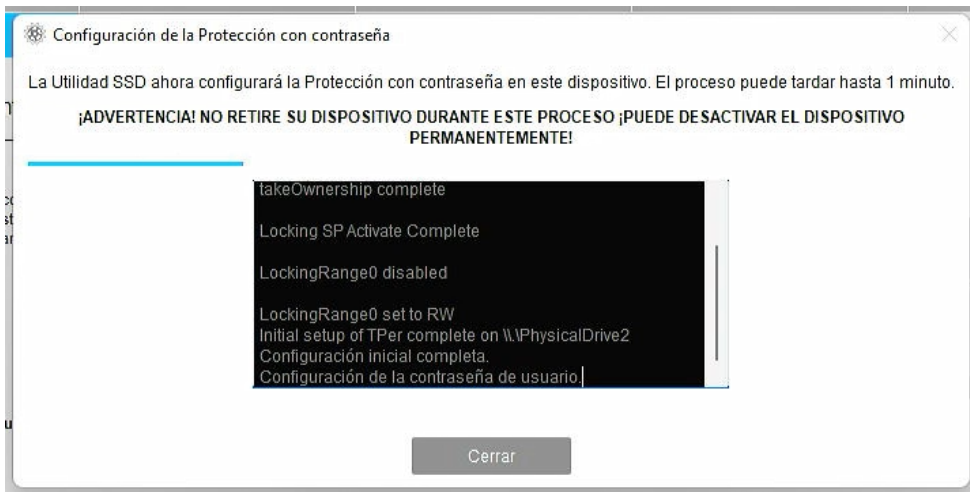 Configuración de la Protección con contraseña
La Utilidad SSD ahora configurará la Protección con contraseña en este dispositivo. El proceso puede tardar hasta 1 minuto.
¡ADVERTENCIA! NO RETIRE SU DISPOSITIVO DURANTE ESTE PROCESO ¡PUEDE DESACTIVAR EL DISPOSITIVO
PERMANENTEMENTE!
takeOwnership complete
Locking SP Activate Complete
LockingRange0 disabled
LockingRange0 set to RW
Initial setup of TPer complete on \\.\PhysicalDrive2
Configuración inicial completa.
Configuración de la contraseña de usuario.
Cerrar